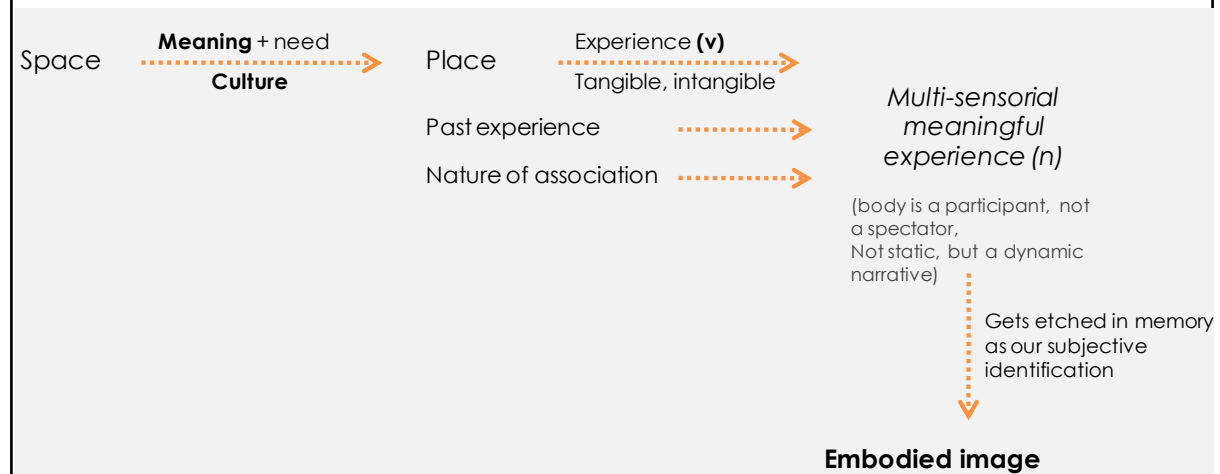 Space
Meaning + need
Culture
Place
Experience (v)
Tangible, intangible
Past experience
Nature of association
Multi-sensorial
meaningful
experience (n)
(body is a participant, not
a spectator,
Not static, but a dynamic
narrative)
Gets etched in memory
as our subjective
identification
Embodied image